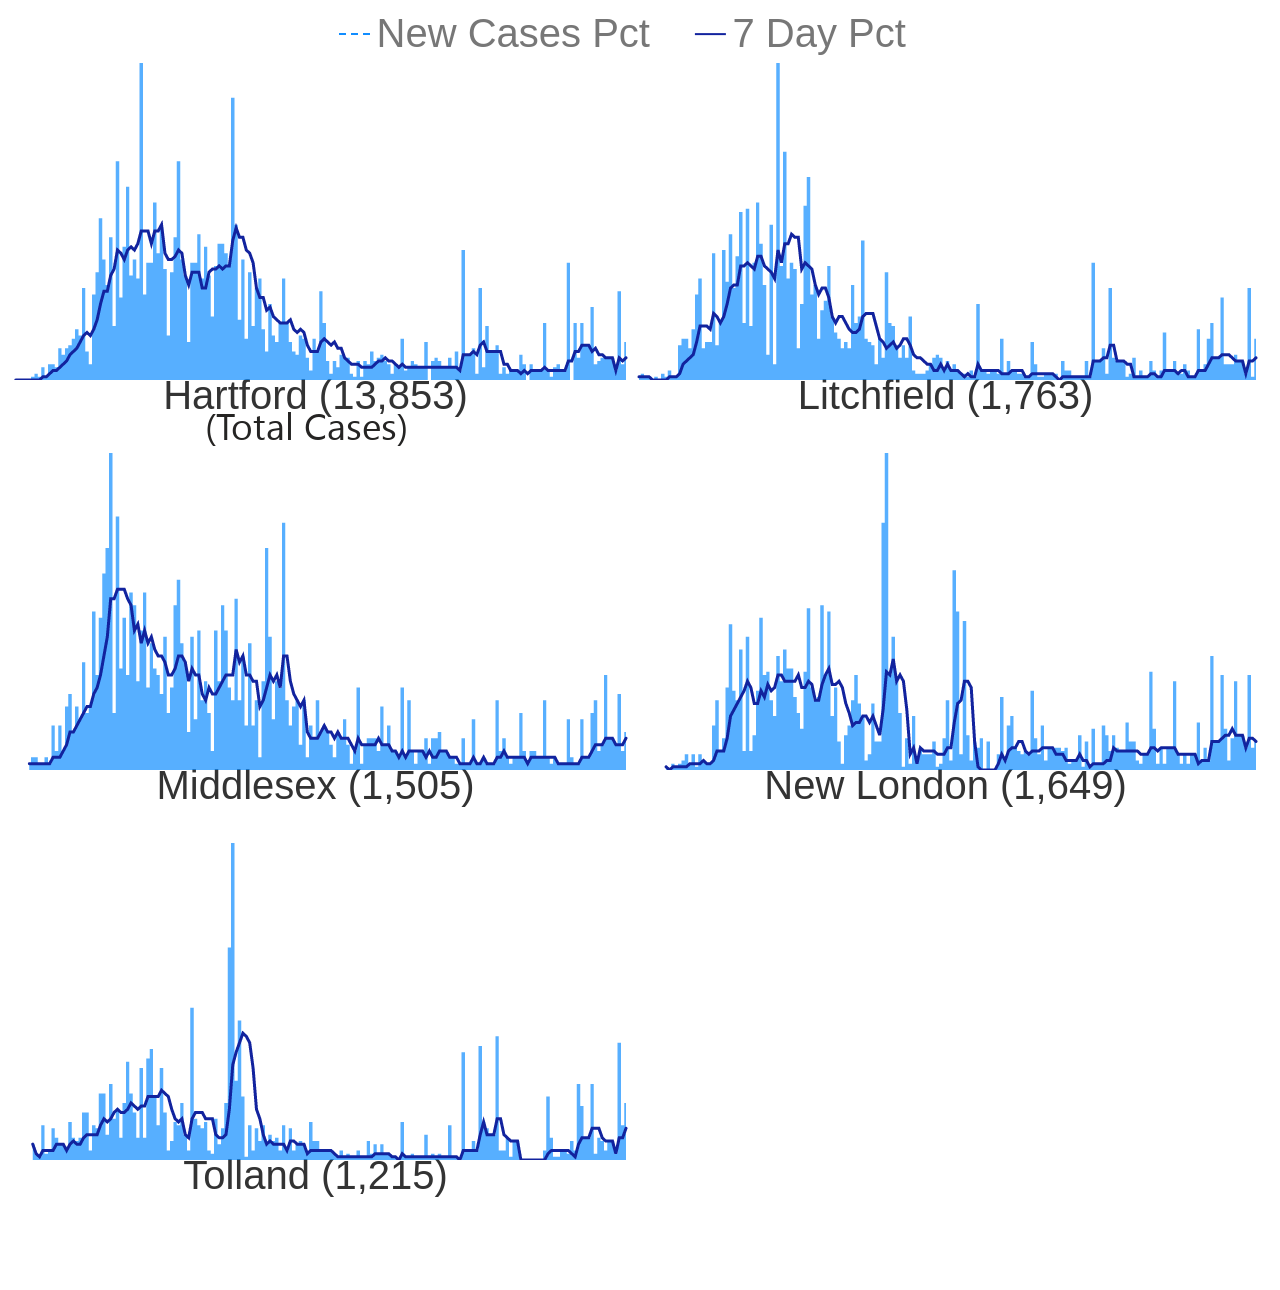 New Cases Pct 7 Day Pct
Hartford (13,853)
(Total Cases)
Litchfield (1,763)
Middlesex (1,505)
New London (1,649)
Tolland (1,215)